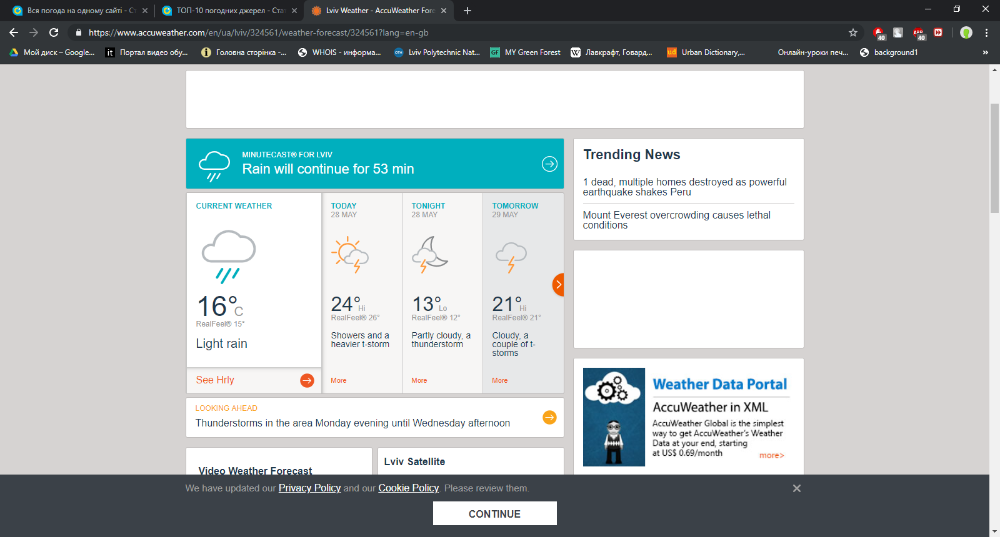 Вся погода на одному сайті - Ст
ТОП-10 погодних джерел - Стат
Lviv Weather - AccuWeather Fore
https://www.accuweather.com/en/ua/lviv/324561/weather-forecast/324561?lang=en-gb
40
ABP
40
Мой диск – Google...
it
Портал видео обу...
Головна сторінка -...
WHOIS - информа...
OTH
Lviv Polytechnic Nat...
GF
MY Green Forest
W
Лавкрафт, Говард...
ud
Urban Dictionary,...
Онлайн-уроки печ...
background1
»
MINUTECAST® FOR LVIV
Rain will continue for 53 min
CURRENT WEATHER
16°C
RealFeel® 15°
Light rain
See Hrly
TODAY
28 MAY
24° Hi
RealFeel® 26°
Showers and a
heavier t-storm
More
TONIGHT
28 MAY
13° Lo
RealFeel® 12°
Partly cloudy, a
thunderstorm
More
TOMORROW
29 MAY
21° Hi
RealFeel® 21°
Cloudy, a
couple of t-
storms
More
LOOKING AHEAD
Thunderstorms in the area Monday evening until Wednesday afternoon
Video Weather Forecast
Lviv Satellite
Trending News
1 dead, multiple homes destroyed as powerful
earthquake shakes Peru
Mount Everest overcrowding causes lethal
conditions
Weather Data Portal
AccuWeather in XML
AccuWeather Global is the simplest
way to get AccuWeather's Weather
Data at your end, starting
at US$ 0.69/month
more>
We have updated our Privacy Policy and our Cookie Policy. Please review them.
CONTINUE